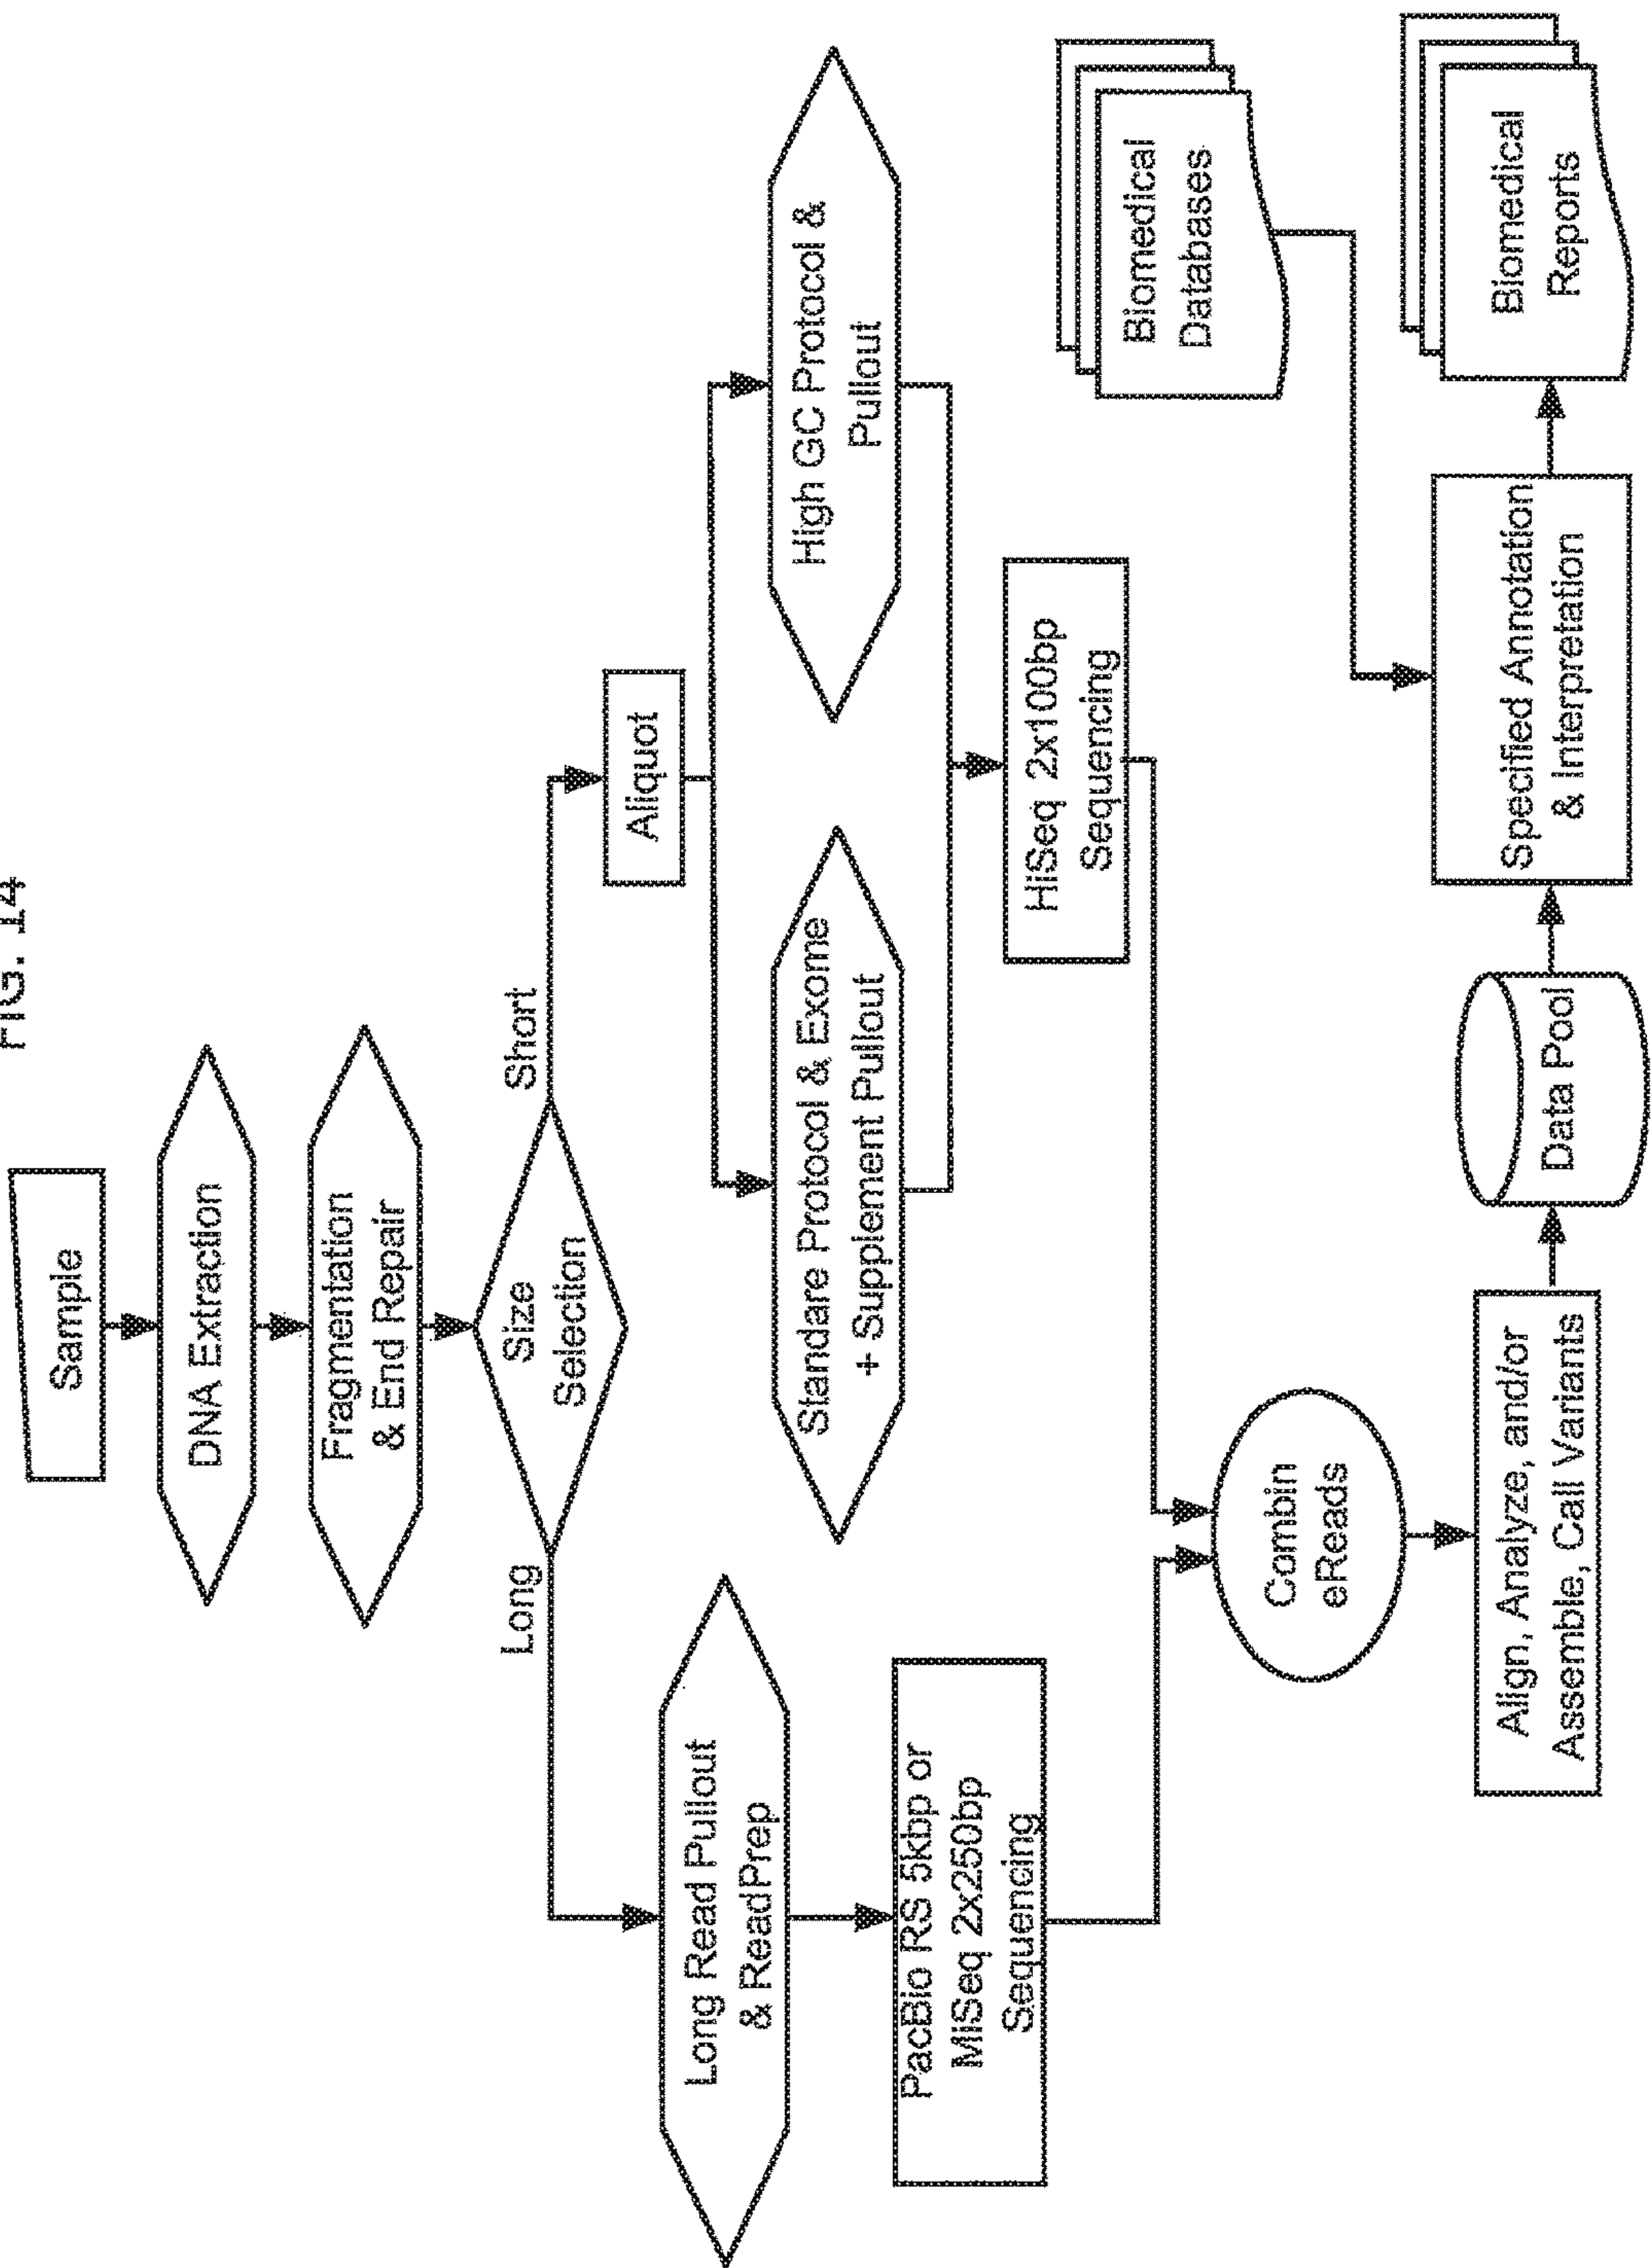 FIG. 14
Sample
DNA Extraction
Fragmentation
& End Repair
Size
Selection
Long
Short
Long Read Pullout
& ReadPrep
PacBio RS 5kbp or
MiSeq 2x250bp
Sequencing
Aliquot
Standare Protocol & Exome
+ Supplement Pullout
High GC Protocol &
Pullout
HiSeq 2x100bp
Sequencing
Combin
eReads
Align, Analyze, and/or
Assemble, Call Variants
Data Pool
Specified Annotation
& Interpretation
Biomedical
Databases
Biomedical
Reports